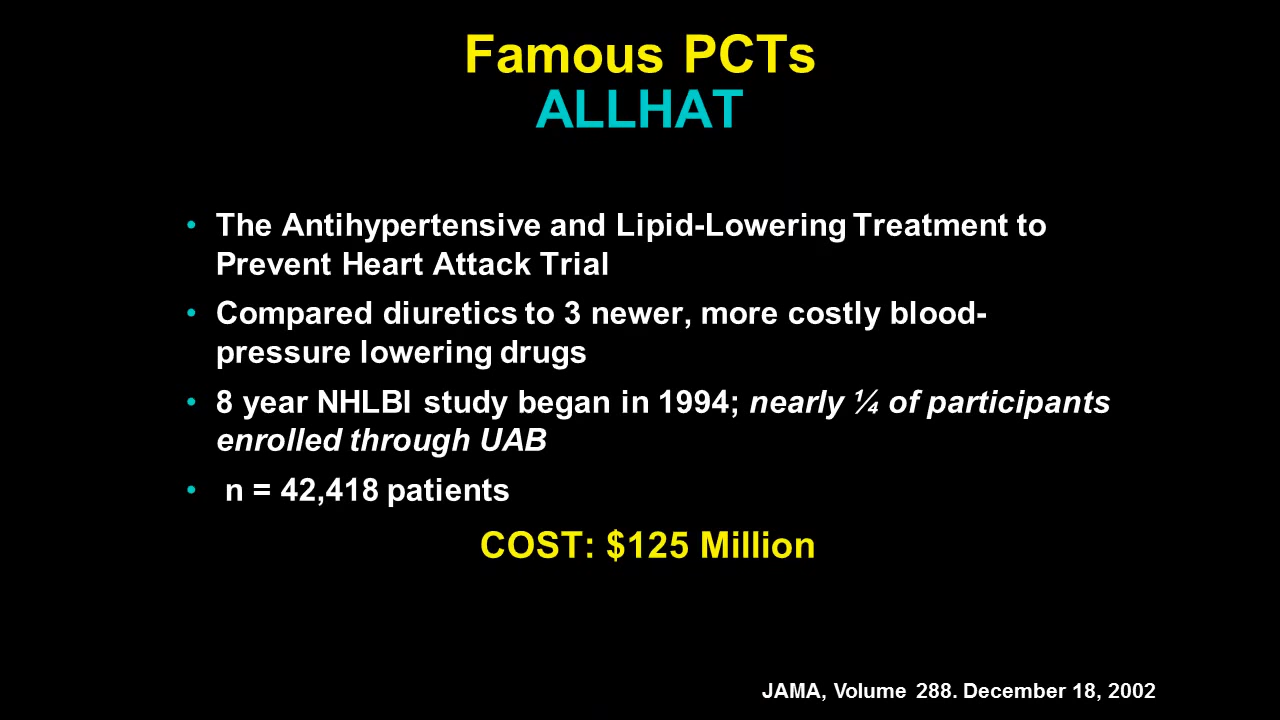 Famous PCTs
ALLHAT
• The Antihypertensive and Lipid-Lowering Treatment to
Prevent Heart Attack Trial
• Compared diuretics to 3 newer, more costly blood-
pressure lowering drugs
• 8 year NHLBI study began in 1994; nearly ¼ of participants
enrolled through UAB
• n = 42,418 patients
COST: $125 Million
JAMA, Volume 288. December 18, 2002